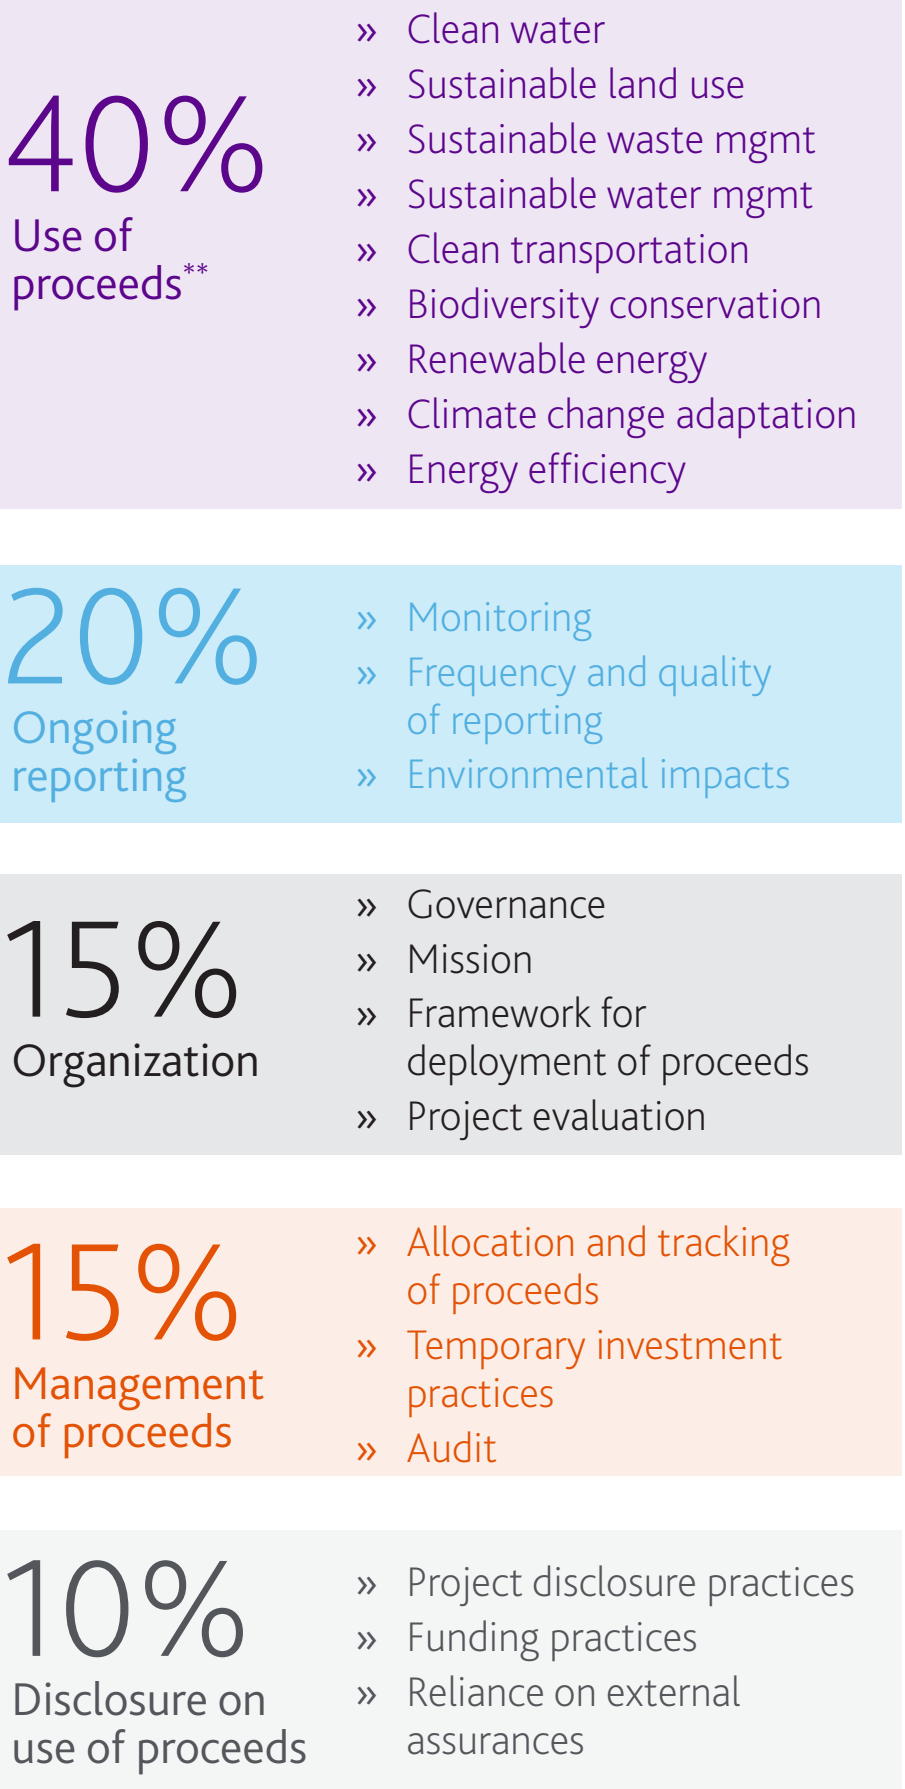 40%
Use of
proceeds**
» Clean water
» Sustainable land use
» Sustainable waste mgmt
» Sustainable water mgmt
» Clean transportation
» Biodiversity conservation
» Renewable energy
» Climate change adaptation
» Energy efficiency
20%
Ongoing
reporting
» Monitoring
» Frequency and quality
of reporting
» Environmental impacts
15%
Organization
» Governance
» Mission
» Framework for
deployment of proceeds
» Project evaluation
15%
Management
of proceeds
» Allocation and tracking
of proceeds
» Temporary investment
practices
» Audit
10%
Disclosure on
use of proceeds
» Project disclosure practices
» Funding practices
» Reliance on external
assurances